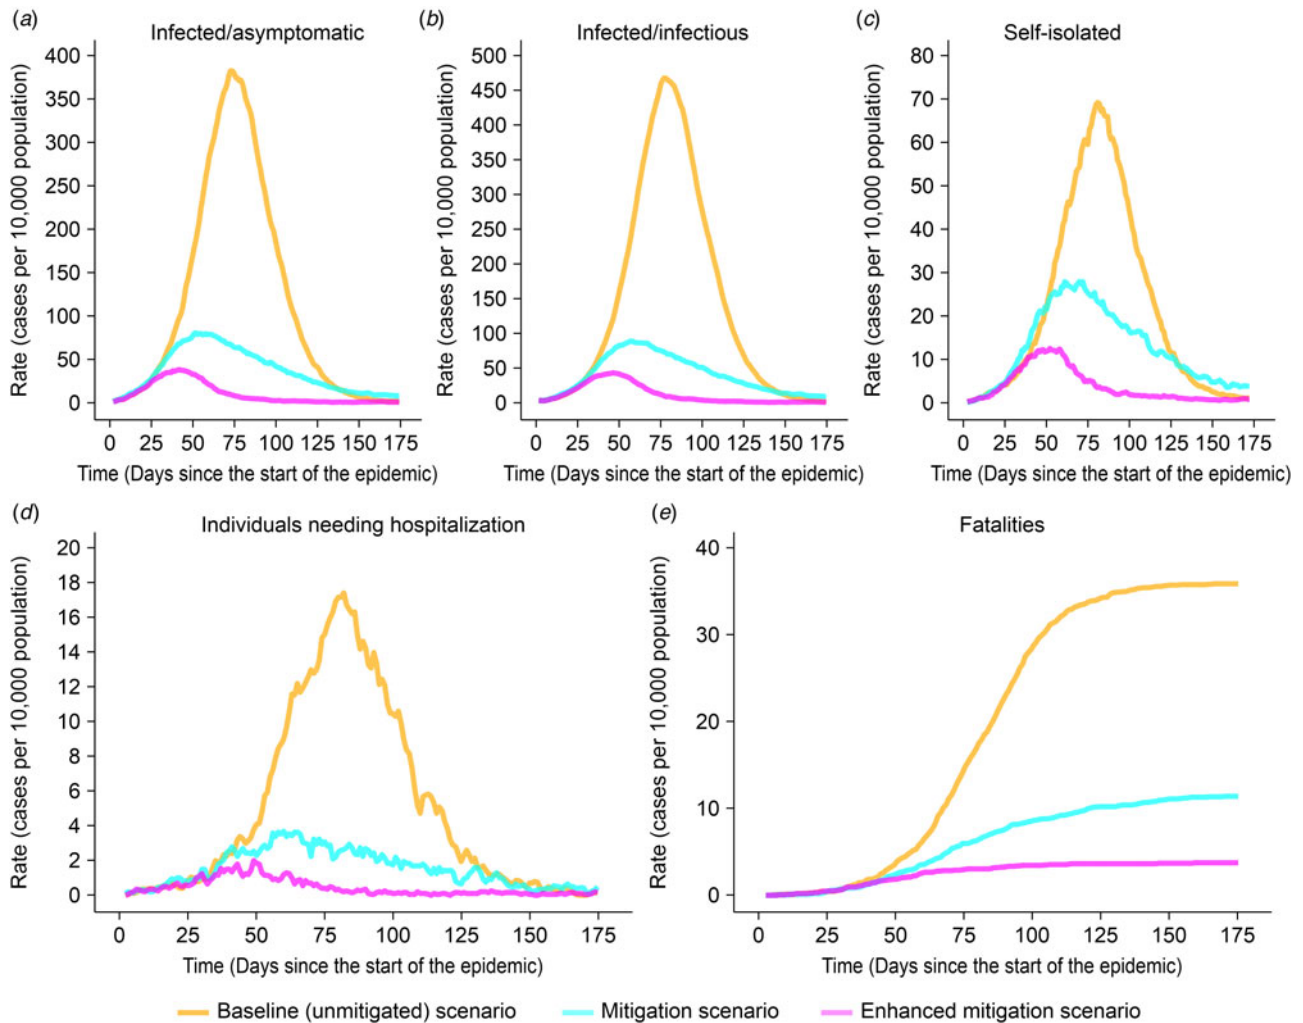 (a) Infected/asymptomatic
Rate (cases per 10,000 population)
400
350
300
250
200
150
100
50
0
0 25 50 75 100 125 150 175
Time (Days since the start of the epidemic)
(b) Infected/infectious
Rate (cases per 10,000 population)
500
450
400
350
300
250
200
150
100
50
0
0 25 50 75 100 125 150 175
Time (Days since the start of the epidemic)
(c) Self-isolated
Rate (cases per 10,000 population)
80
70
60
50
40
30
20
10
0
0 25 50 75 100 125 150 175
Time (Days since the start of the epidemic)
(d) Individuals needing hospitalization
Rate (cases per 10,000 population)
20
18
16
14
12
10
8
6
4
2
0
0 25 50 75 100 125 150 175
Time (Days since the start of the epidemic)
(e) Fatalities
Rate (cases per 10,000 population)
40
30
20
10
0
0 25 50 75 100 125 150 175
Time (Days since the start of the epidemic)
Baseline (unmitigated) scenario Mitigation scenario Enhanced mitigation scenario